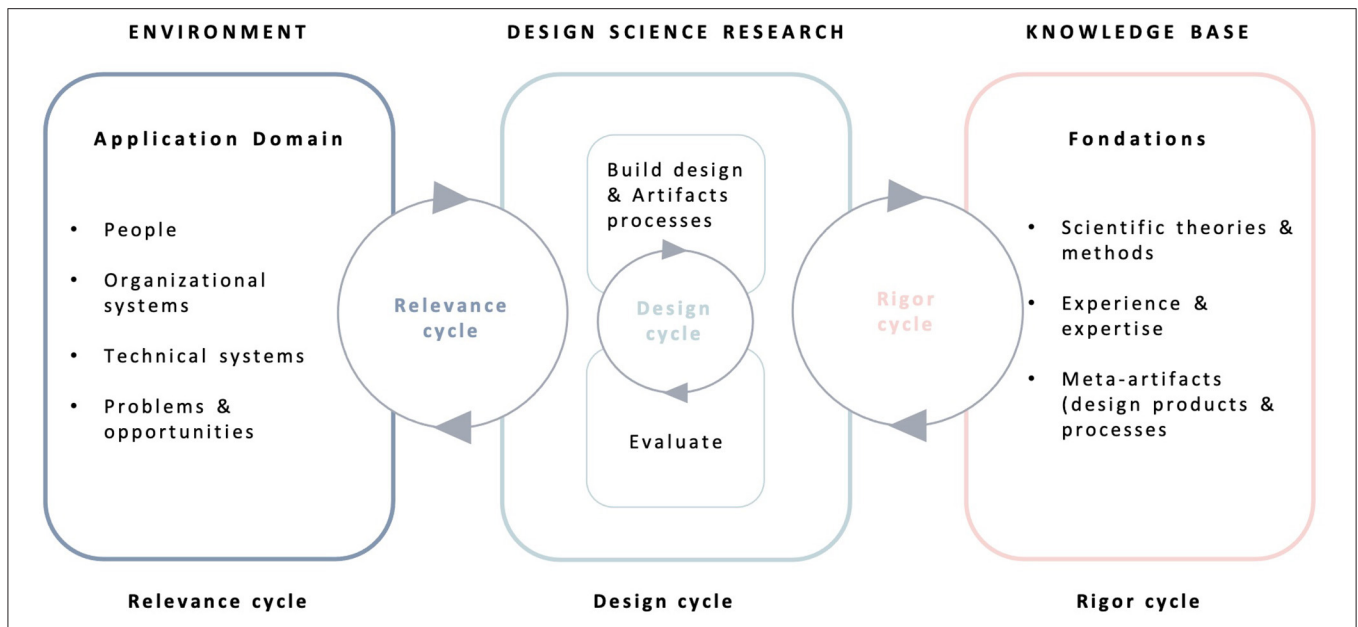 ENVIRONMENT
DESIGN SCIENCE RESEARCH
KNOWLEDGE BASE
Application Domain
• People
• Organizational
systems
• Technical systems
• Problems &
opportunities
Relevance
cycle
Build design
& Artifacts
processes
Design
cycle
Evaluate
Rigor
cycle
Fondations
• Scientific theories &
methods
• Experience &
expertise
• Meta-artifacts
(design products &
processes
Relevance cycle
Design cycle
Rigor cycle